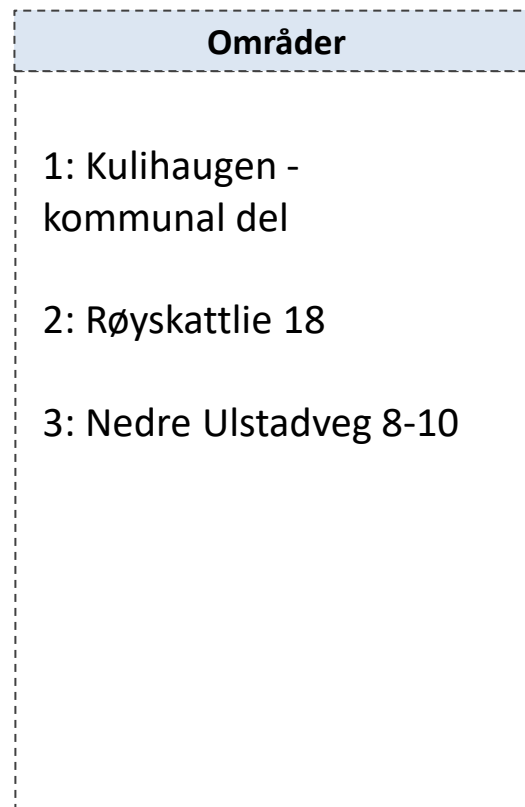 Områder
1: Kulihaugen -
kommunal del
2: Røyskattlie 18
3: Nedre Ulstadveg 8-10